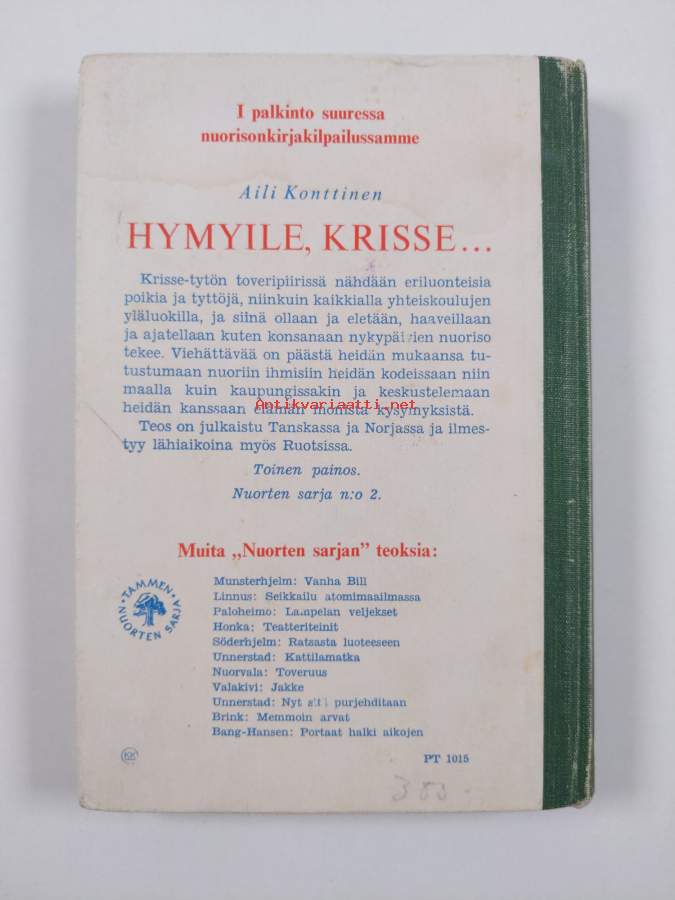 I palkinto suuressa
nuorisonkirjakilpailussamme
Aili Konttinen
HYMYILE, KRISSE...
Krisse-tytön toveripiirissä nähdään eriluonteisia
poikia ja tyttöjä, niinkuin kaikkialla yhteiskoulujen
yläluokilla, ja siinä ollaan ja eletään, haaveillaan
ja ajatellaan kuten konsanaan nykypäivien nuoriso
tekee. Viehättävää on päästä heidän mukaansa tu-
tustumaan nuoriin ihmisiin heidän kodeissaan niin
maalla kuin kaupungissakin ja keskustelemaan
Antikvariaatti.net
heidän kanssaan elämän monista kysymyksistä.
Teos on julkaistu Tanskassa ja Norjassa ja ilmes-
tyy lähiaikoina myös Ruotsissa.
Toinen painos.
Nuorten sarja n:o 2.
Muita „Nuorten sarjan” teoksia:
TAMMEN
NUORTEN SARJA
Munsterhjelm: Vanha Bill
Linnus: Seikkailu atomimaailmassa
Paloheimo: Lampelan veljekset
Honka: Teatteriteinit
Söderhjelm: Ratsasta luoteeseen
Unnerstad: Kattilamatka
Nuorvala: Toveruus
Valakivi: Jakke
Unnerstad: Nyt purjehditaan
Brink: Memmoin arvat
Bang-Hansen: Portaat halki aikojen
KK
PT 1015